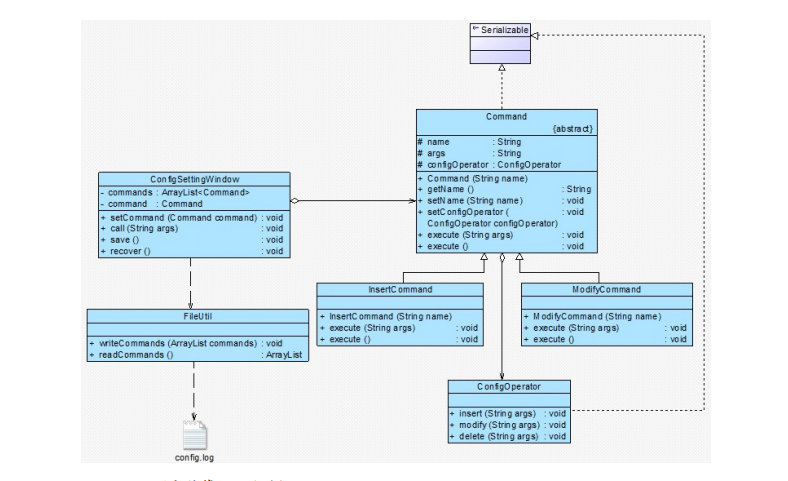 Serializable
Command
{abstract}
# name : String
# args : String
# configOperator : ConfigOperator
+ Command (String name)
+ getName () : String
+ setName (String name) : void
+ setConfigOperator ( : void
ConfigOperator configOperator)
+ execute (String args) : void
+ execute () : void
ConfigSettingWindow
- commands : ArrayList<Command>
- command : Command
+ setCommand (Command command) : void
+ call (String args) : void
+ save () : void
+ recover () : void
InsertCommand
+ InsertCommand (String name)
+ execute (String args) : void
+ execute () : void
ModifyCommand
+ ModifyCommand (String name)
+ execute (String args) : void
+ execute () : void
FileUtil
+ writeCommands (ArrayList commands) : void
+ readCommands () : ArrayList
ConfigOperator
+ insert (String args) : void
+ modify (String args) : void
+ delete (String args) : void
config.log